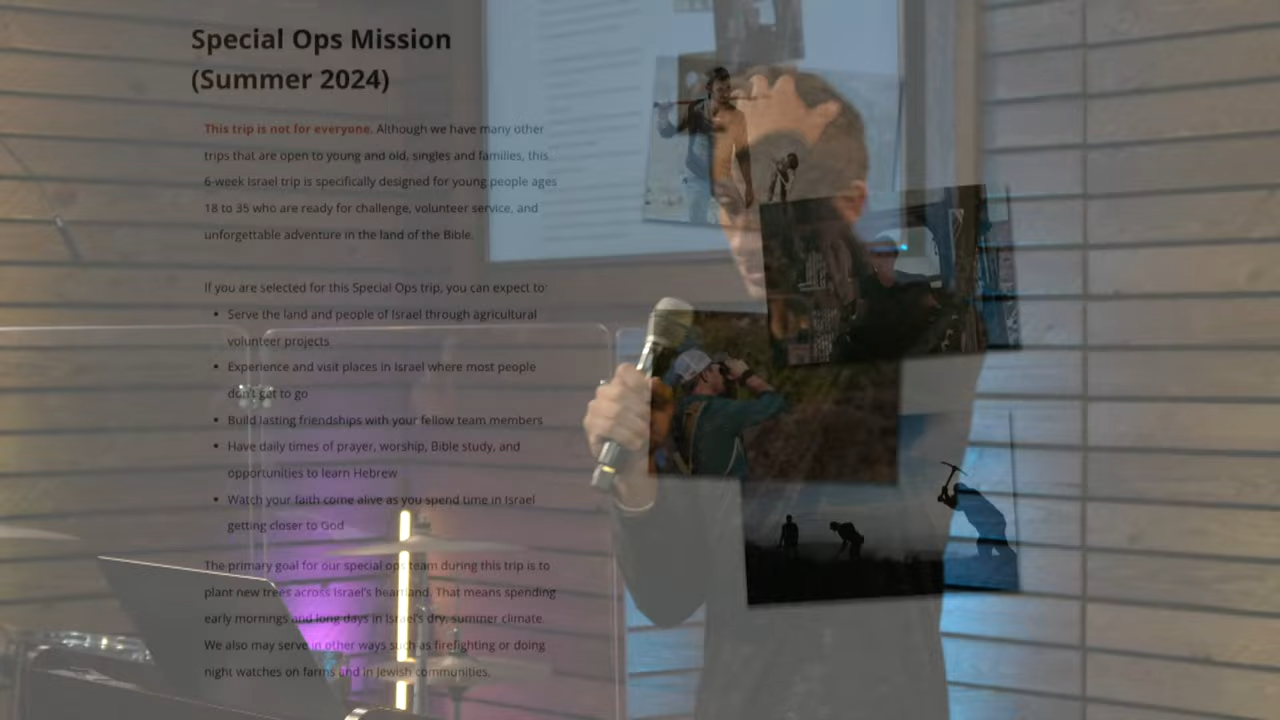 Special Ops Mission
(Summer 2024)
This trip is not for everyone. Although we have many other
trips that are open to young and old, singles and families, this
6-week Israel trip is specifically designed for young people ages
18 to 35 who are ready for challenge, volunteer service, and
unforgettable adventure in the land of the Bible.
If you are selected for this Special Ops trip, you can expect to:
• Serve the land and people of Israel through agricultural
volunteer projects
• Experience and visit places in Israel where most people
don't get to go
• Build lasting friendships with your fellow team members
• Have daily times of prayer, worship, Bible study, and
opportunities to learn Hebrew
• Watch your faith come alive as you spend time in Israel
getting closer to God
The primary goal for our special ops team during this trip is to
plant new trees across Israel's heartland. That means spending
early mornings and long days in Israel's dry, summer climate.
We also may serve in other ways such as firefighting or doing
night watches on farms and in Jewish communities.